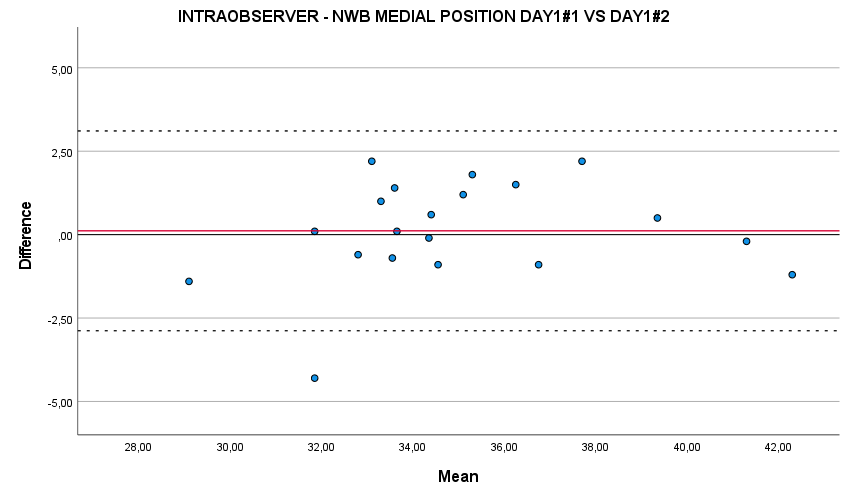 INTRAOBSERVER - NWB MEDIAL POSITION DAY1#1 VS DAY1#2
5,00
2,50
,00
-2,50
-5,00
Difference
28,00 30,00 32,00 34,00 36,00 38,00 40,00 42,00
Mean